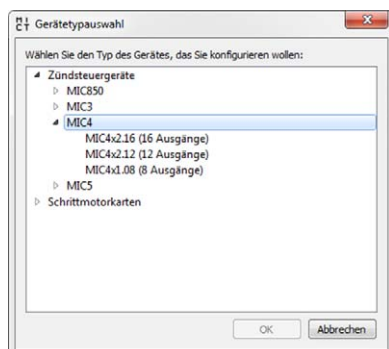 Gerätetypauswahl
Wählen Sie den Typ des Gerätes, das Sie konfigurieren wollen:
Zündsteuergeräte
MIC850
MIC3
MIC4
MIC4x2.16 (16 Ausgänge)
MIC4x2.12 (12 Ausgänge)
MIC4x1.08 (8 Ausgänge)
MIC5
Schrittmotorkarten
OK
Abbrechen